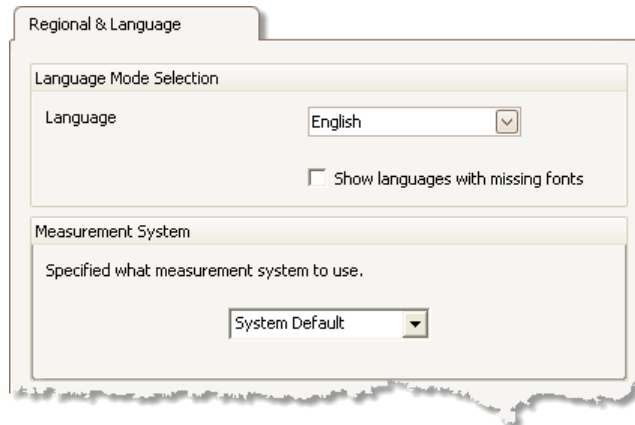 Regional & Language
Language Mode Selection
Language
English
Show languages with missing fonts
Measurement System
Specified what measurement system to use.
System Default